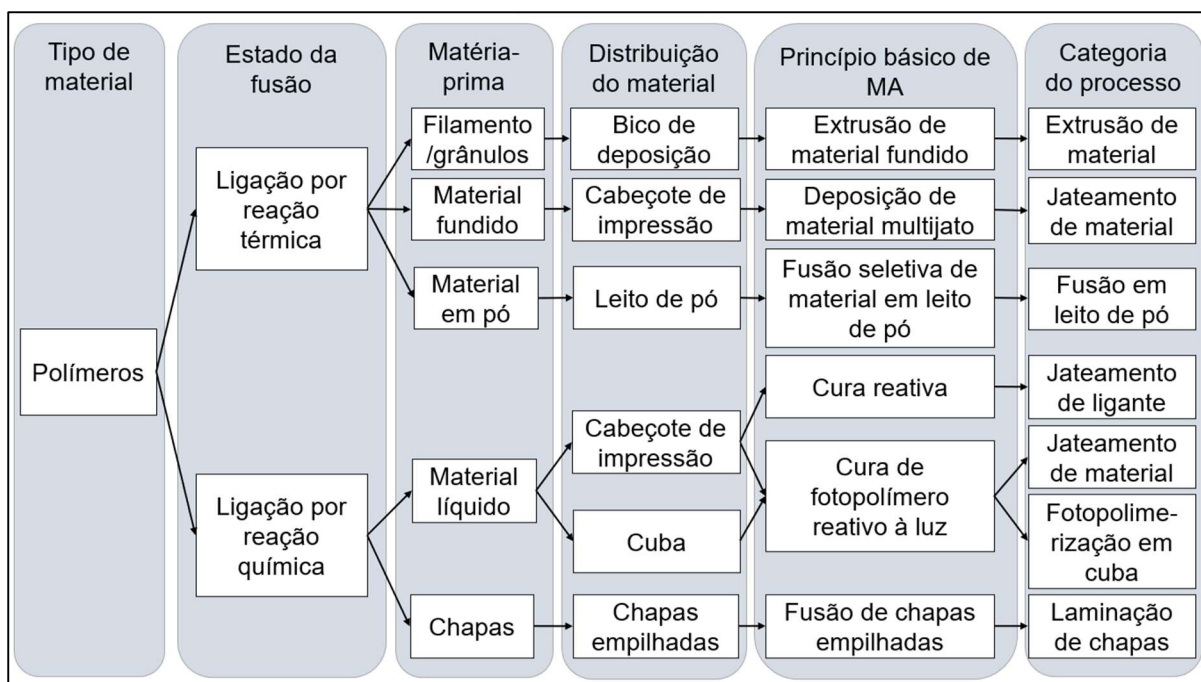 Tipo de
material
Estado da
fusão
Matéria-
prima
Distribuição
do material
Princípio básico de
MA
Categoria
do processo
Polímeros
Ligação por
reação
térmica
Ligação por
reação
química
Filamento
/grânulos
Material
fundido
Material
em pó
Material
líquido
Chapas
Bico de
deposição
Cabeçote de
impressão
Leito de pó
Cabeçote de
impressão
Cuba
Chapas
empilhadas
Extrusão de
material fundido
Deposição de
material multijato
Fusão seletiva de
material em leito
de pó
Cura reativa
Cura de
fotopolímero
reativo à luz
Fusão de chapas
empilhadas
Extrusão de
material
Jateamento
de material
Fusão em
leito de pó
Jateamento
de ligante
Jateamento
de material
Fotopolime-
rização em
cuba
Laminação
de chapas